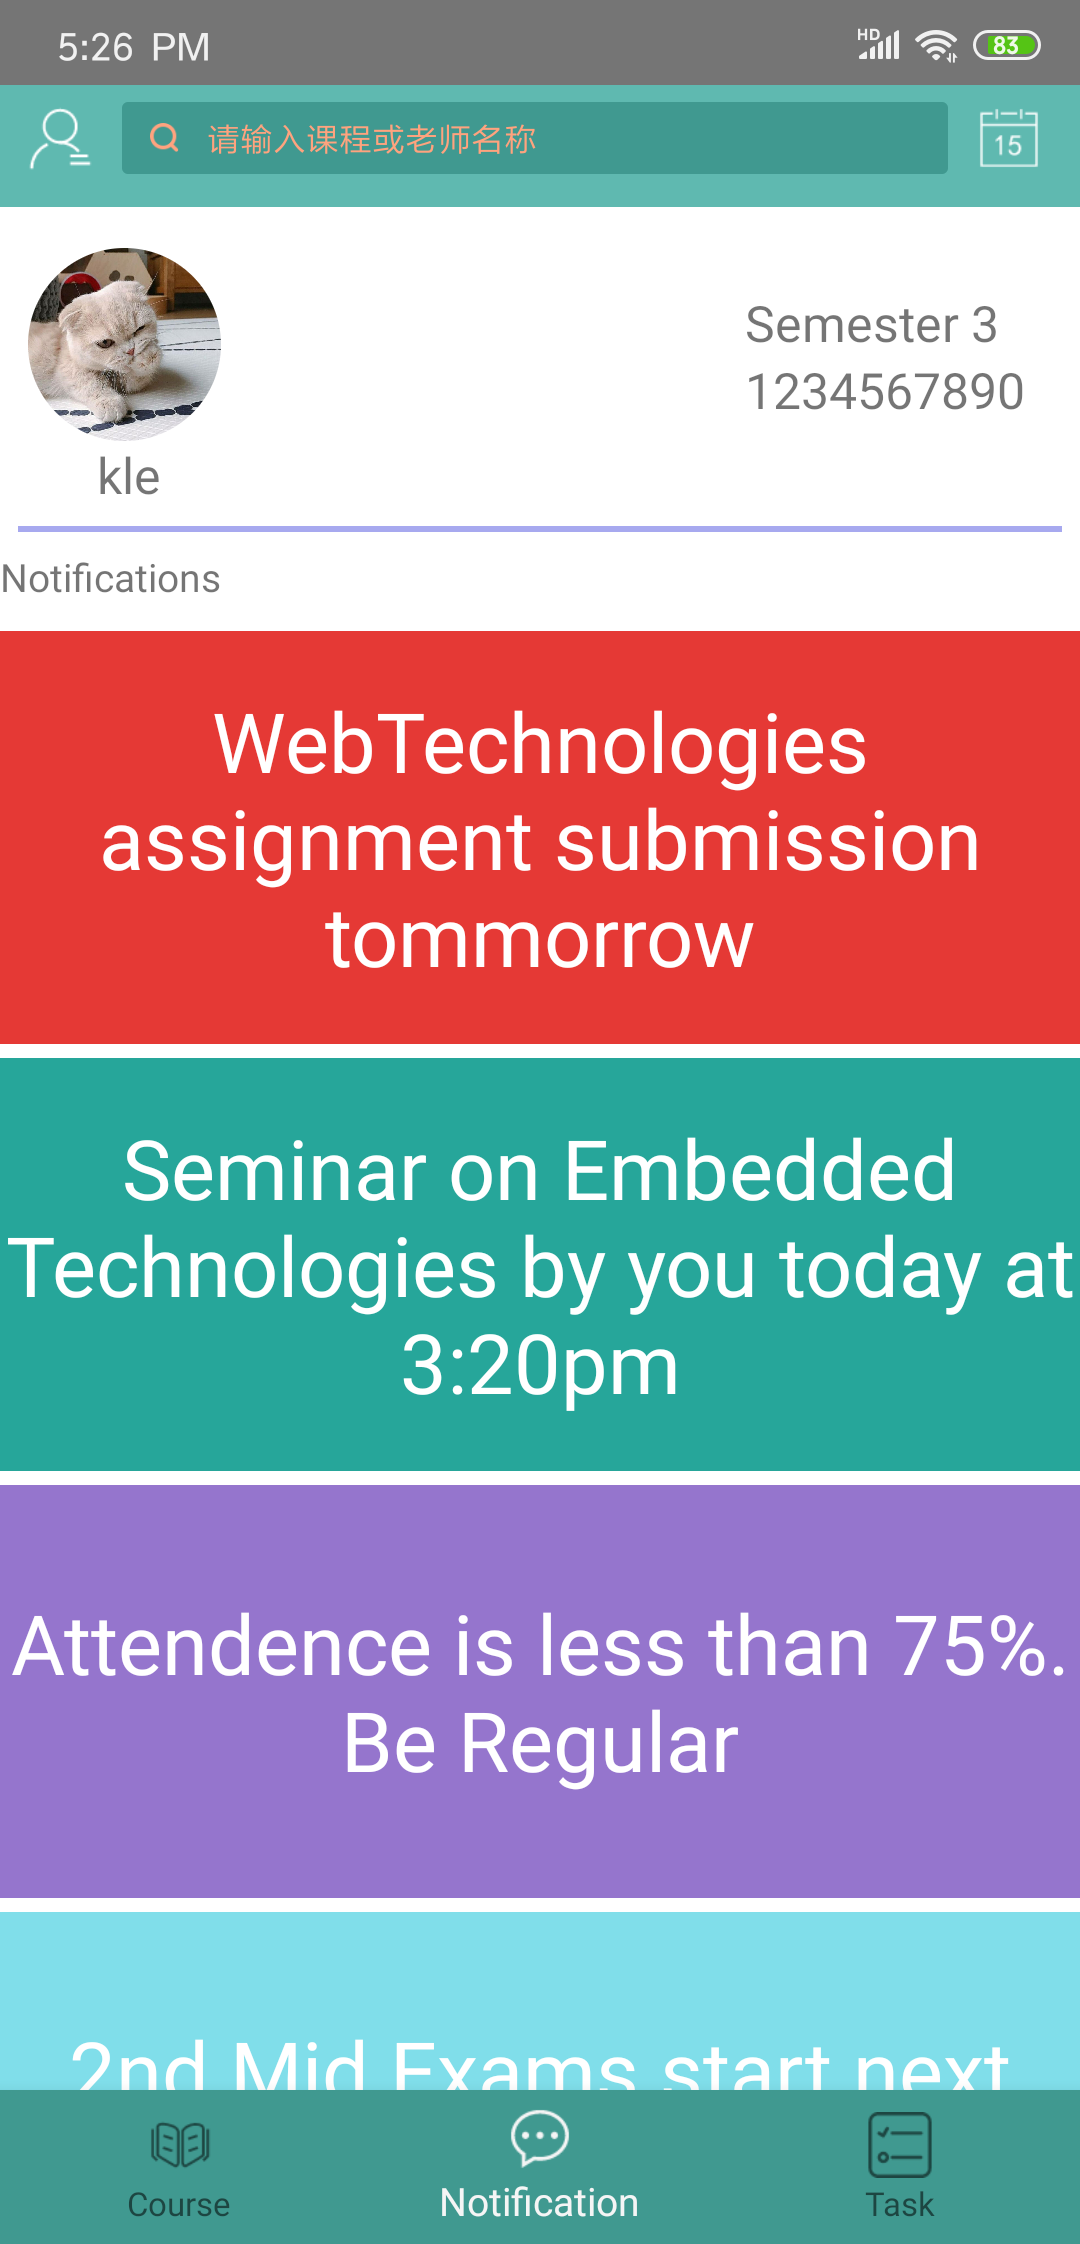 5:26 PM
HD
83
请输入课程或老师名称
15
Semester 3
1234567890
kle
Notifications
WebTechnologies
assignment submission
tommorrow
Seminar on Embedded
Technologies by you today at
3:20pm
Attendence is less than 75%.
Be Regular
2nd Mid Exams start next
Course
Notification
Task